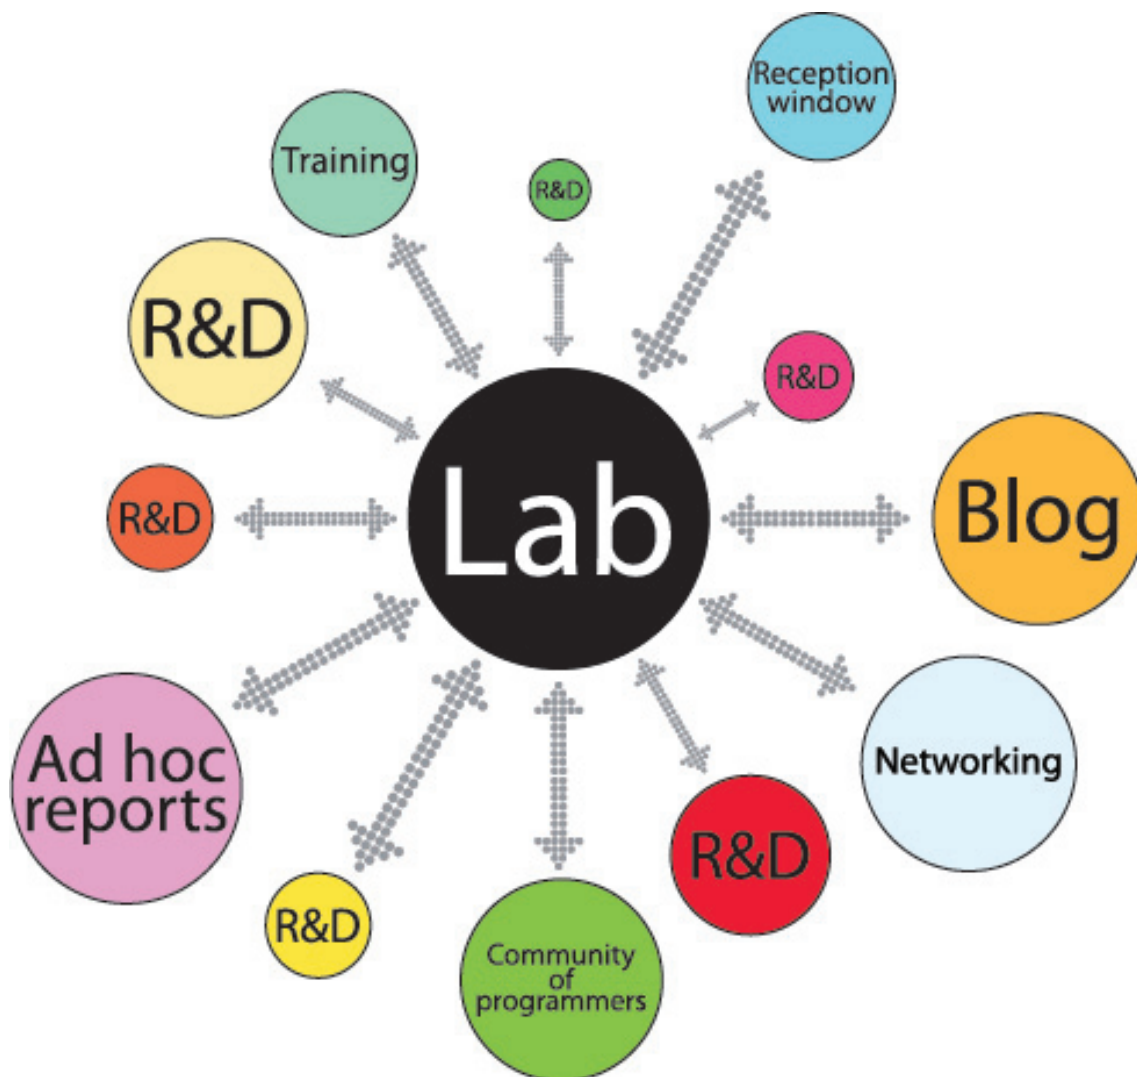 Reception
window
Training
R&D
R&D
R&D
Blog
Lab
R&D
Networking
Ad hoc
reports
R&D
R&D
Community
of
programmers